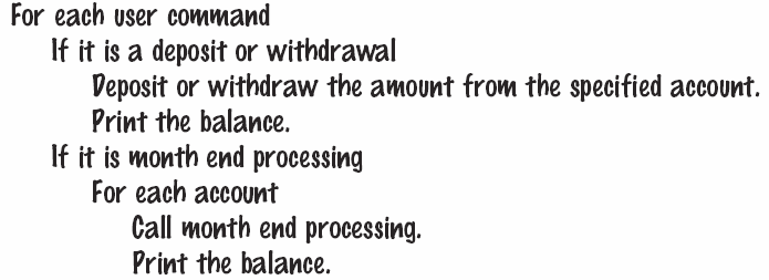 For each user command
If it is a deposit or withdrawal
Deposit or withdraw the amount from the specified account.
Print the balance.
If it is month end processing
For each account
Call month end processing.
Print the balance.